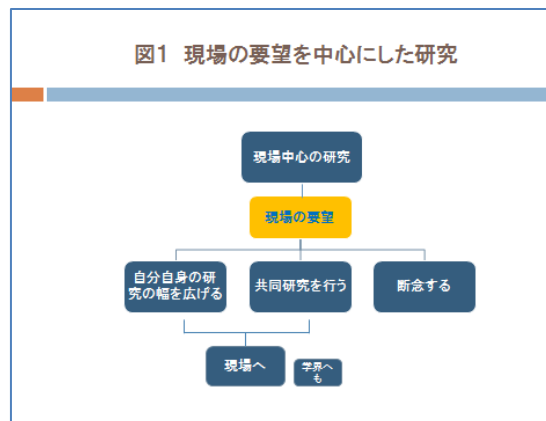 図1 現場の要望を中心にした研究
現場中心の研究
現場の要望
自分自身の研
究の幅を広げる
共同研究を行う
断念する
現場へ
学界へ
も